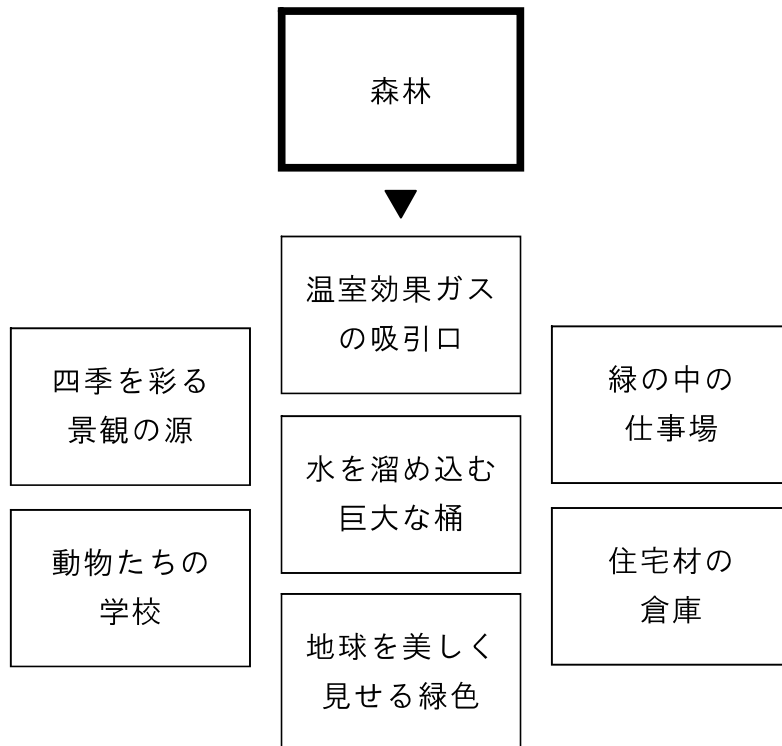 森林
温室効果ガス
の吸引口
四季を彩る
景観の源
緑の中の
仕事場
水を溜め込む
巨大な桶
動物たちの
学校
住宅材の
倉庫
地球を美しく
見せる緑色